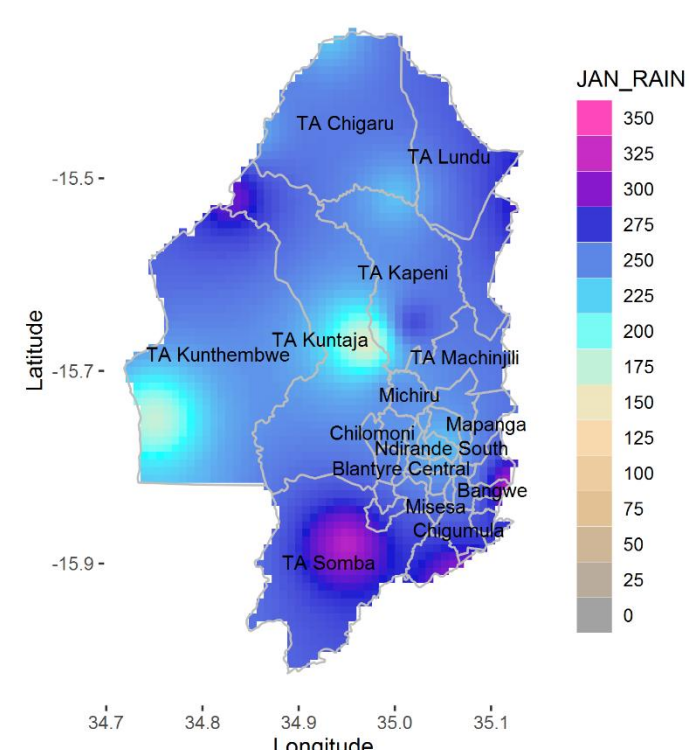 JAN_RAIN
350
325
300
275
250
225
200
175
150
125
100
75
50
25
0
Latitude
-15.5
-15.7
-15.9
TA Chigaru
TA Lundu
TA Kapeni
TA Kuntaja
TA Kunthembwe
TA Machinjili
Michiru
Mapanga
Chilomoni
Ndirande South
Blantyre Central
Bangwe
Misesa
Chigumula
TA Somba
34.7
34.8
34.9
35.0
35.1
Longitude